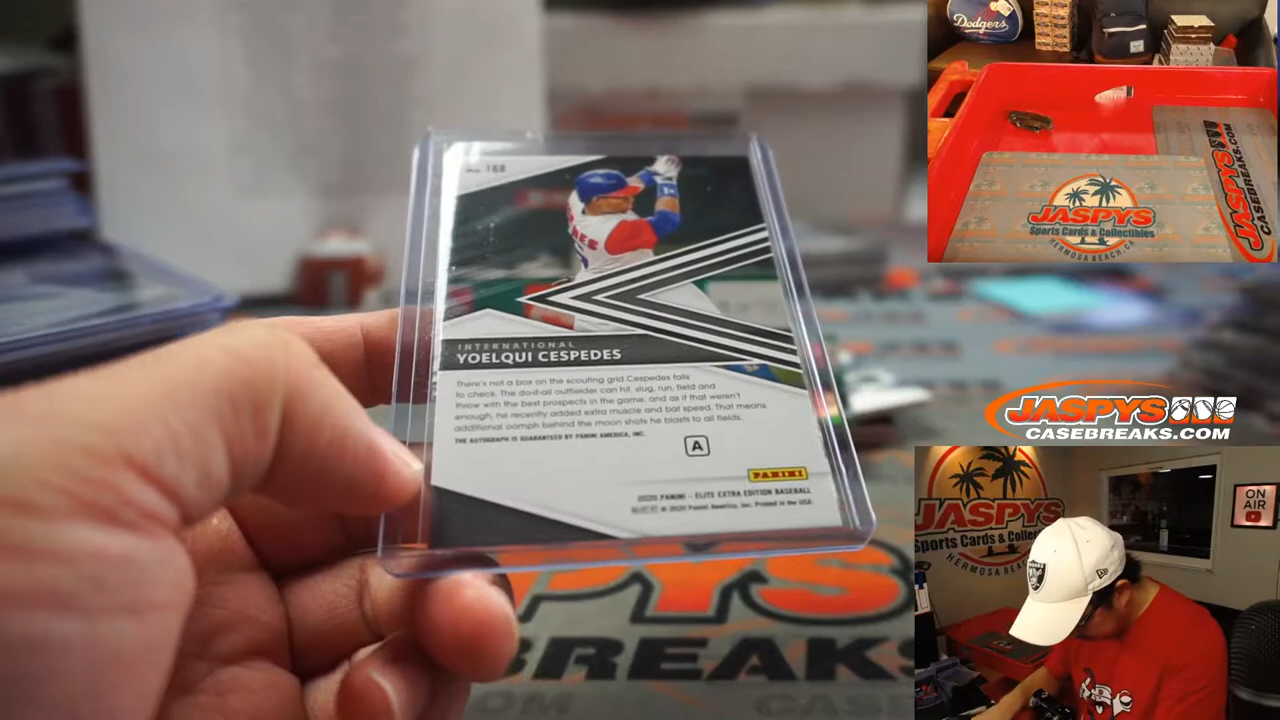 No. 168
INTERNATIONAL
YOELQUI CESPEDES
There's not a box on the scouting grid Cespedes fails
to check. The do-it-all outfielder can hit, slug, run, field and
throw with the best prospects in the game, and as if that weren't
enough, he recently added extra muscle and bat speed. That means
additional oomph behind the moon shots he blasts to all fields.
THE AUTOGRAPH IS GUARANTEED BY PANINI AMERICA, INC.
A
PANINI
2020 PANINI - ELITE EXTRA EDITION BASEBALL
© 2020 Panini America, Inc. Printed in the USA.
PYS
BREAKS
.COM
CASE
Dodgers
JASPYS
Sports Cards & Collectibles
HERMOSA BEACH, CA
JASPYS
CASEBREAKS.COM
JASPYS
CASEBREAKS.COM
JASPYS
Sports Cards & Collec
HERMOSA BEA
ON
AIR